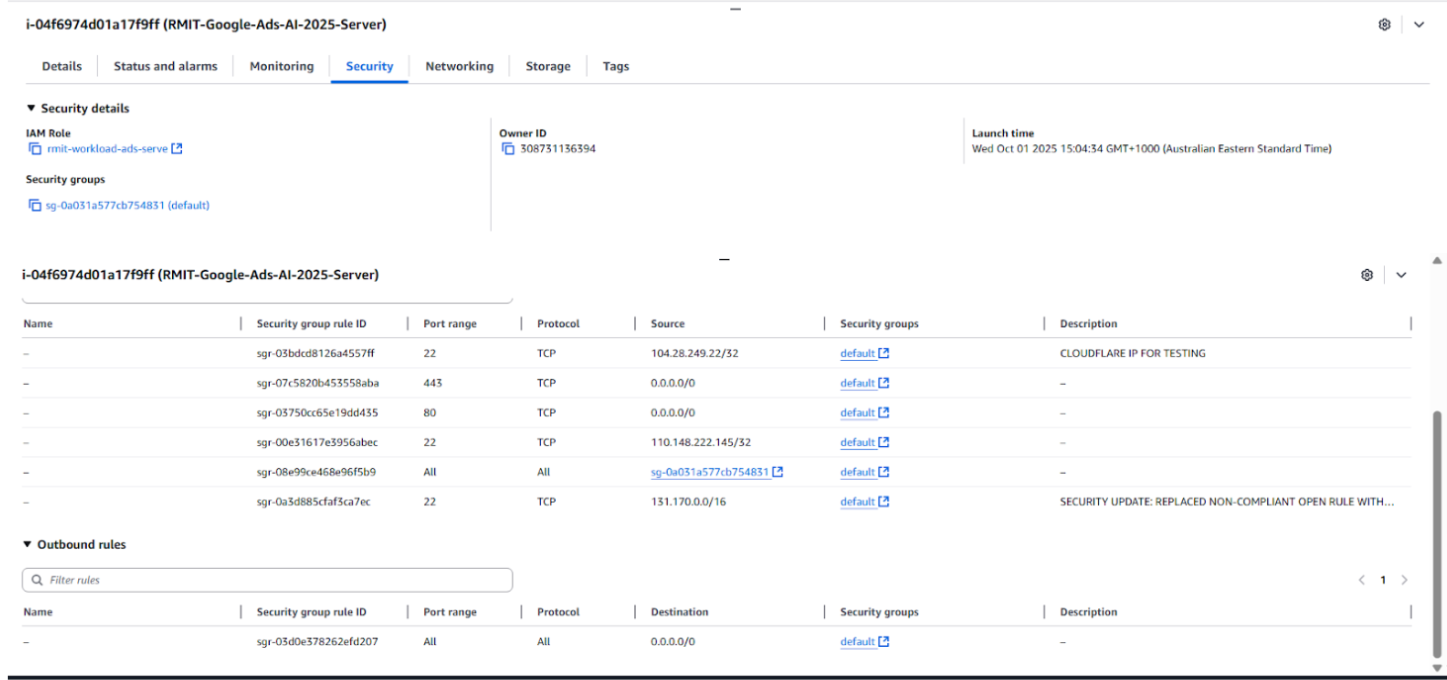 i-04f6974d01a17f9ff (RMIT-Google-Ads-AI-2025-Server)
Details Status and alarms Monitoring Security Networking Storage Tags
▼ Security details
IAM Role Owner ID Launch time
rmit-workload-ads-serve 308731136394 Wed Oct 01 2025 15:04:34 GMT+1000 (Australian Eastern Standard Time)
Security groups
sg-0a031a577cb754831 (default)
i-04f6974d01a17f9ff (RMIT-Google-Ads-AI-2025-Server)
Name Security group rule ID Port range Protocol Source Security groups Description
– sgr-03bdcd8126a4557ff 22 TCP 104.28.249.22/32 default CLOUDFLARE IP FOR TESTING
– sgr-07c5820b453558aba 443 TCP 0.0.0.0/0 default –
– sgr-03750cc65e19dd435 80 TCP 0.0.0.0/0 default –
– sgr-00e31617e3956abec 22 TCP 110.148.222.145/32 default –
– sgr-08e99ce468e96f5b9 All All sg-0a031a577cb754831 default –
– sgr-0a3d885cfaf3ca7ec 22 TCP 131.170.0.0/16 default SECURITY UPDATE: REPLACED NON-COMPLIANT OPEN RULE WITH...
▼ Outbound rules
Filter rules
< 1 >
Name Security group rule ID Port range Protocol Destination Security groups Description
– sgr-03d0e378262efd207 All All 0.0.0.0/0 default –